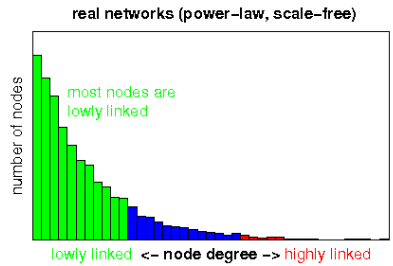 real networks (power-law, scale-free)
number of nodes
most nodes are
lowly linked
lowly linked <- node degree -> highly linked